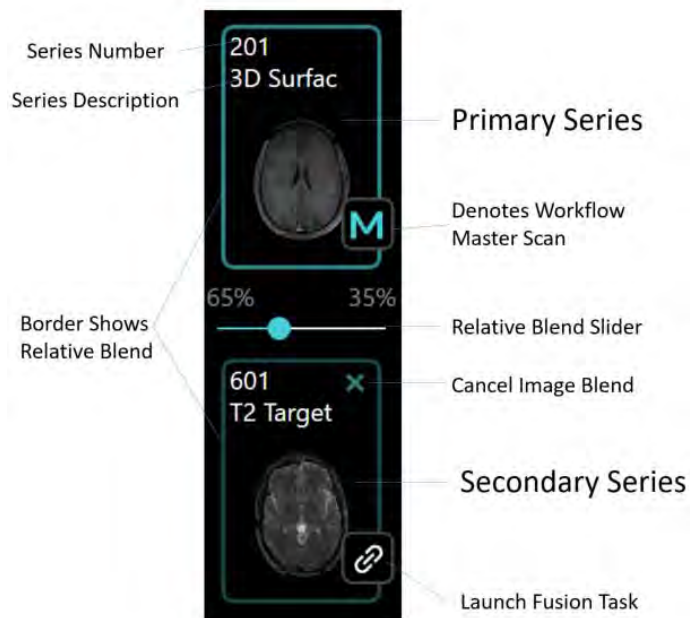 Series Number
201
Series Description
3D Surfac
Primary Series
M
Denotes Workflow
Master Scan
65%
35%
Border Shows
Relative Blend
Relative Blend Slider
601
Cancel Image Blend
T2 Target
Secondary Series
Launch Fusion Task